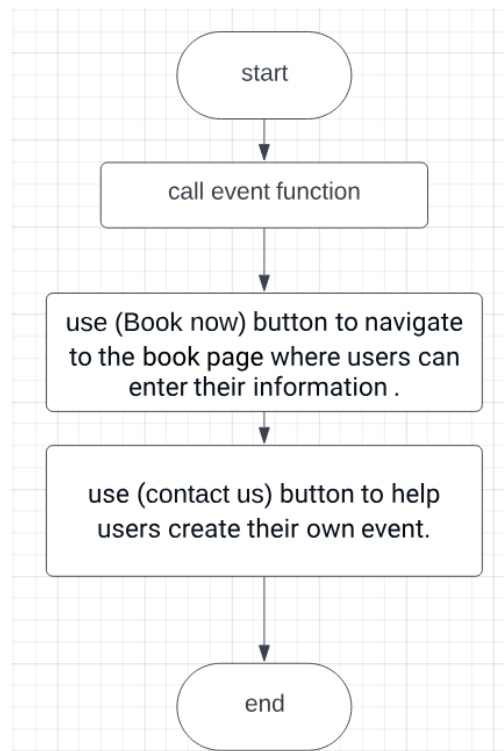 start
call event function
use (Book now) button to navigate
to the book page where users can
enter their information .
use (contact us) button to help
users create their own event.
end